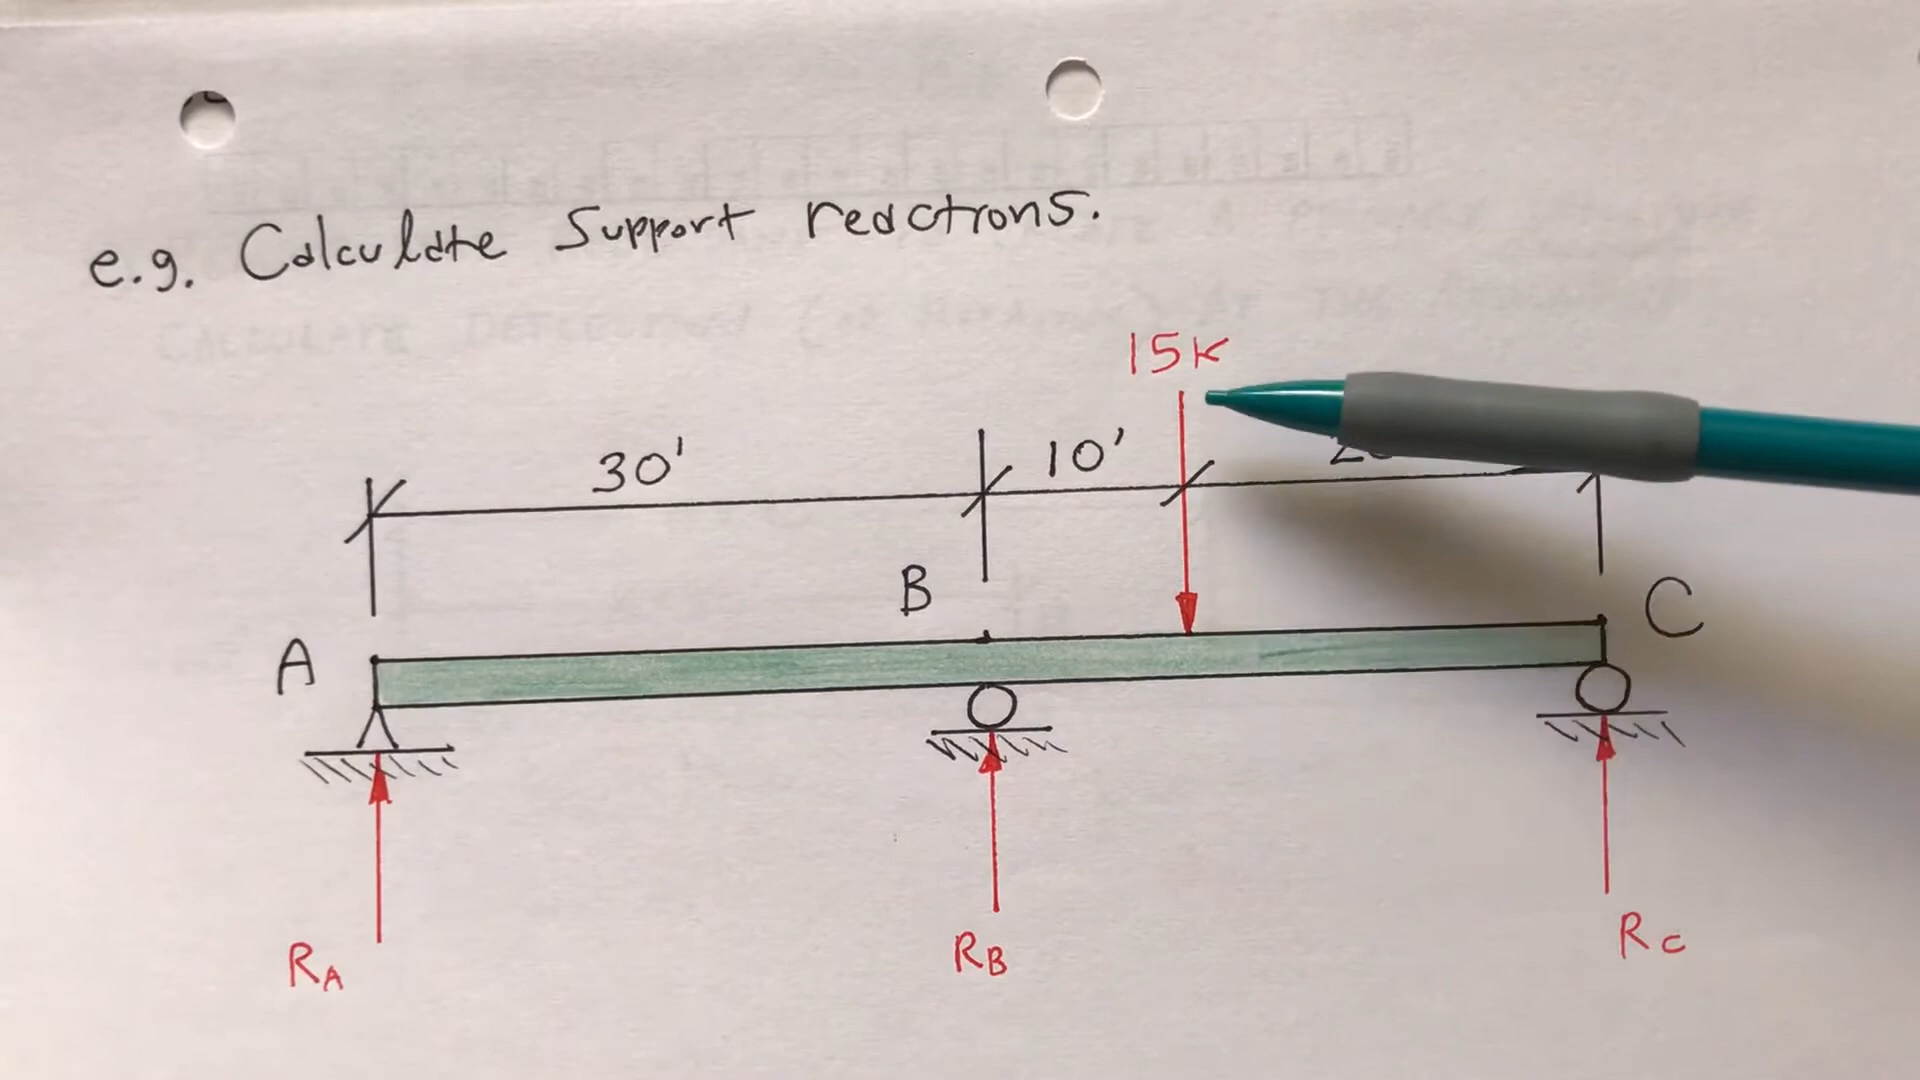 e.g. Calculate Support reactions.
15K
30' 10'
B
A C
RA RB RC